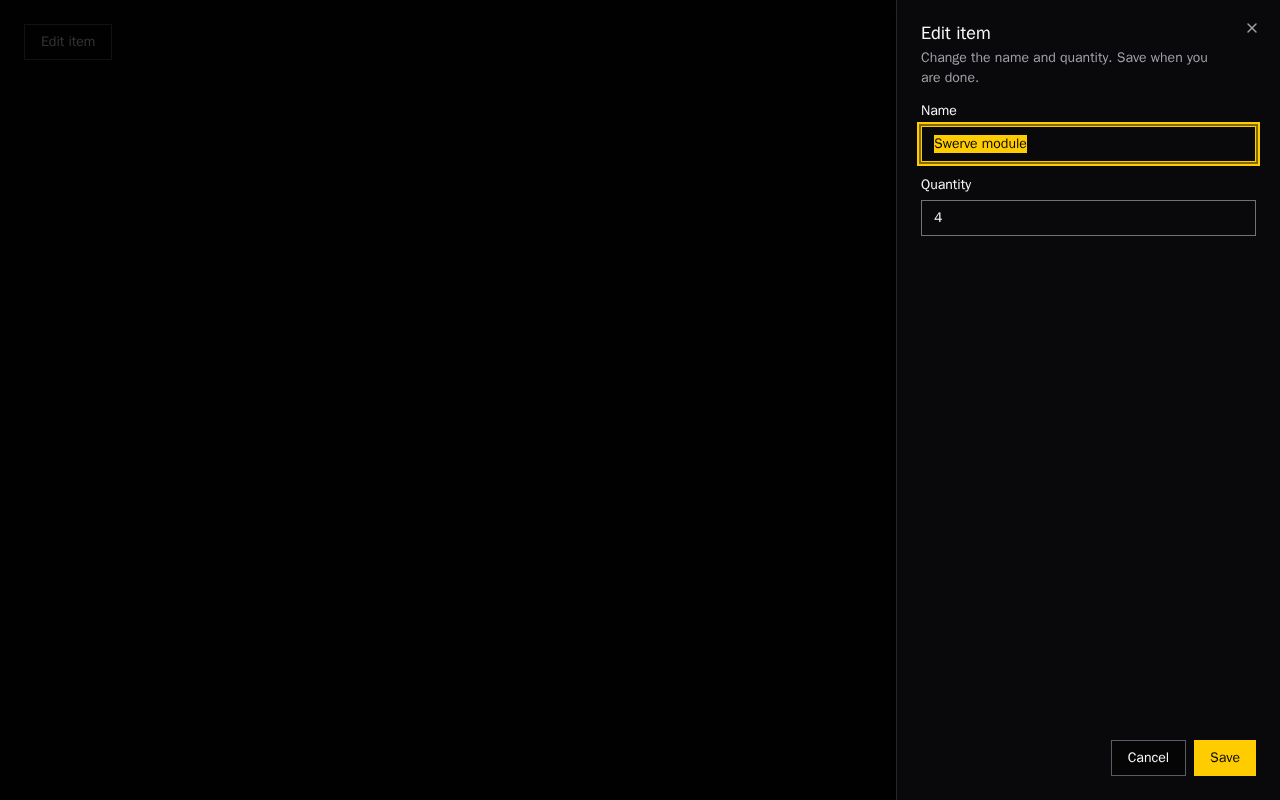 Edit item
Edit item
Change the name and quantity. Save when you
are done.
Name
Swerve module
Quantity
4
Cancel
Save